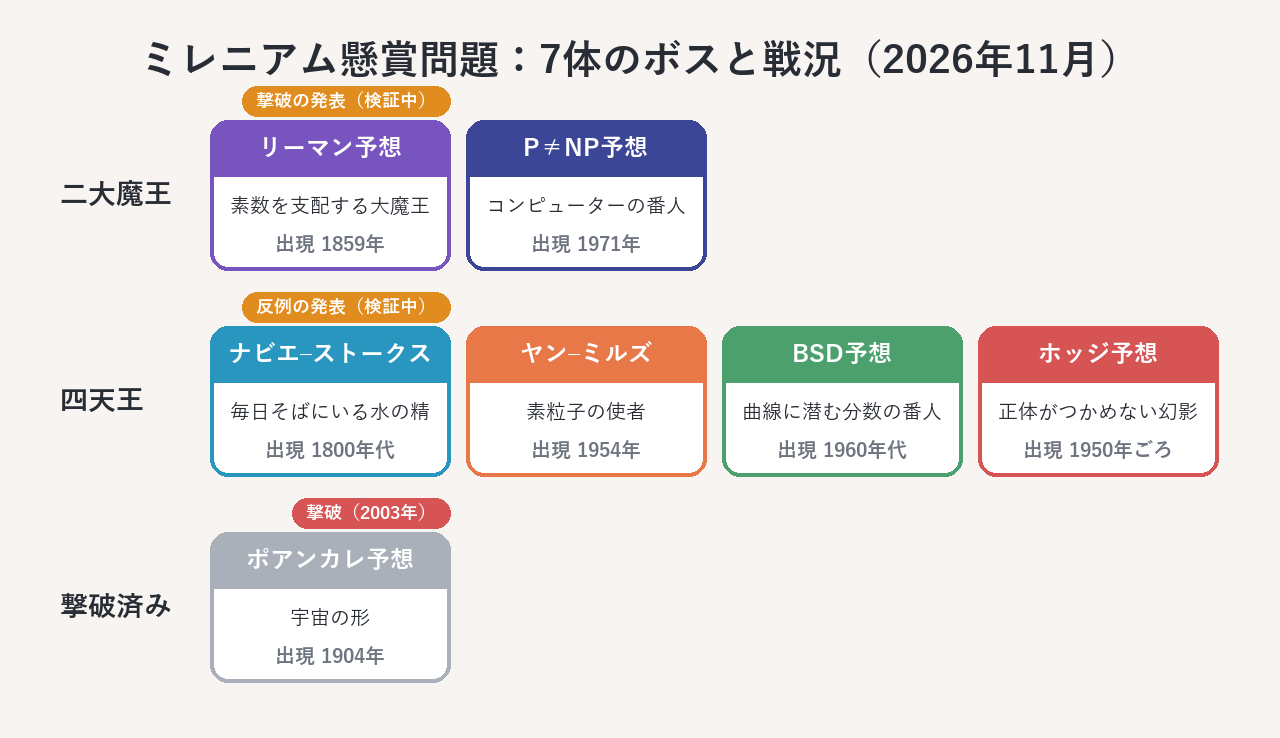 ミレニアム懸賞問題：7体のボスと戦況（2026年11月）
二大魔王
撃破の発表（検証中）
リーマン予想
素数を支配する大魔王
出現 1859年
P≠NP予想
コンピューターの番人
出現 1971年
四天王
反例の発表（検証中）
ナビエ–ストークス
毎日そばにいる水の精
出現 1800年代
ヤン–ミルズ
素粒子の使者
出現 1954年
BSD予想
曲線に潜む分数の番人
出現 1960年代
ホッジ予想
正体がつかめない幻影
出現 1950年ごろ
撃破済み
撃破（2003年）
ポアンカレ予想
宇宙の形
出現 1904年